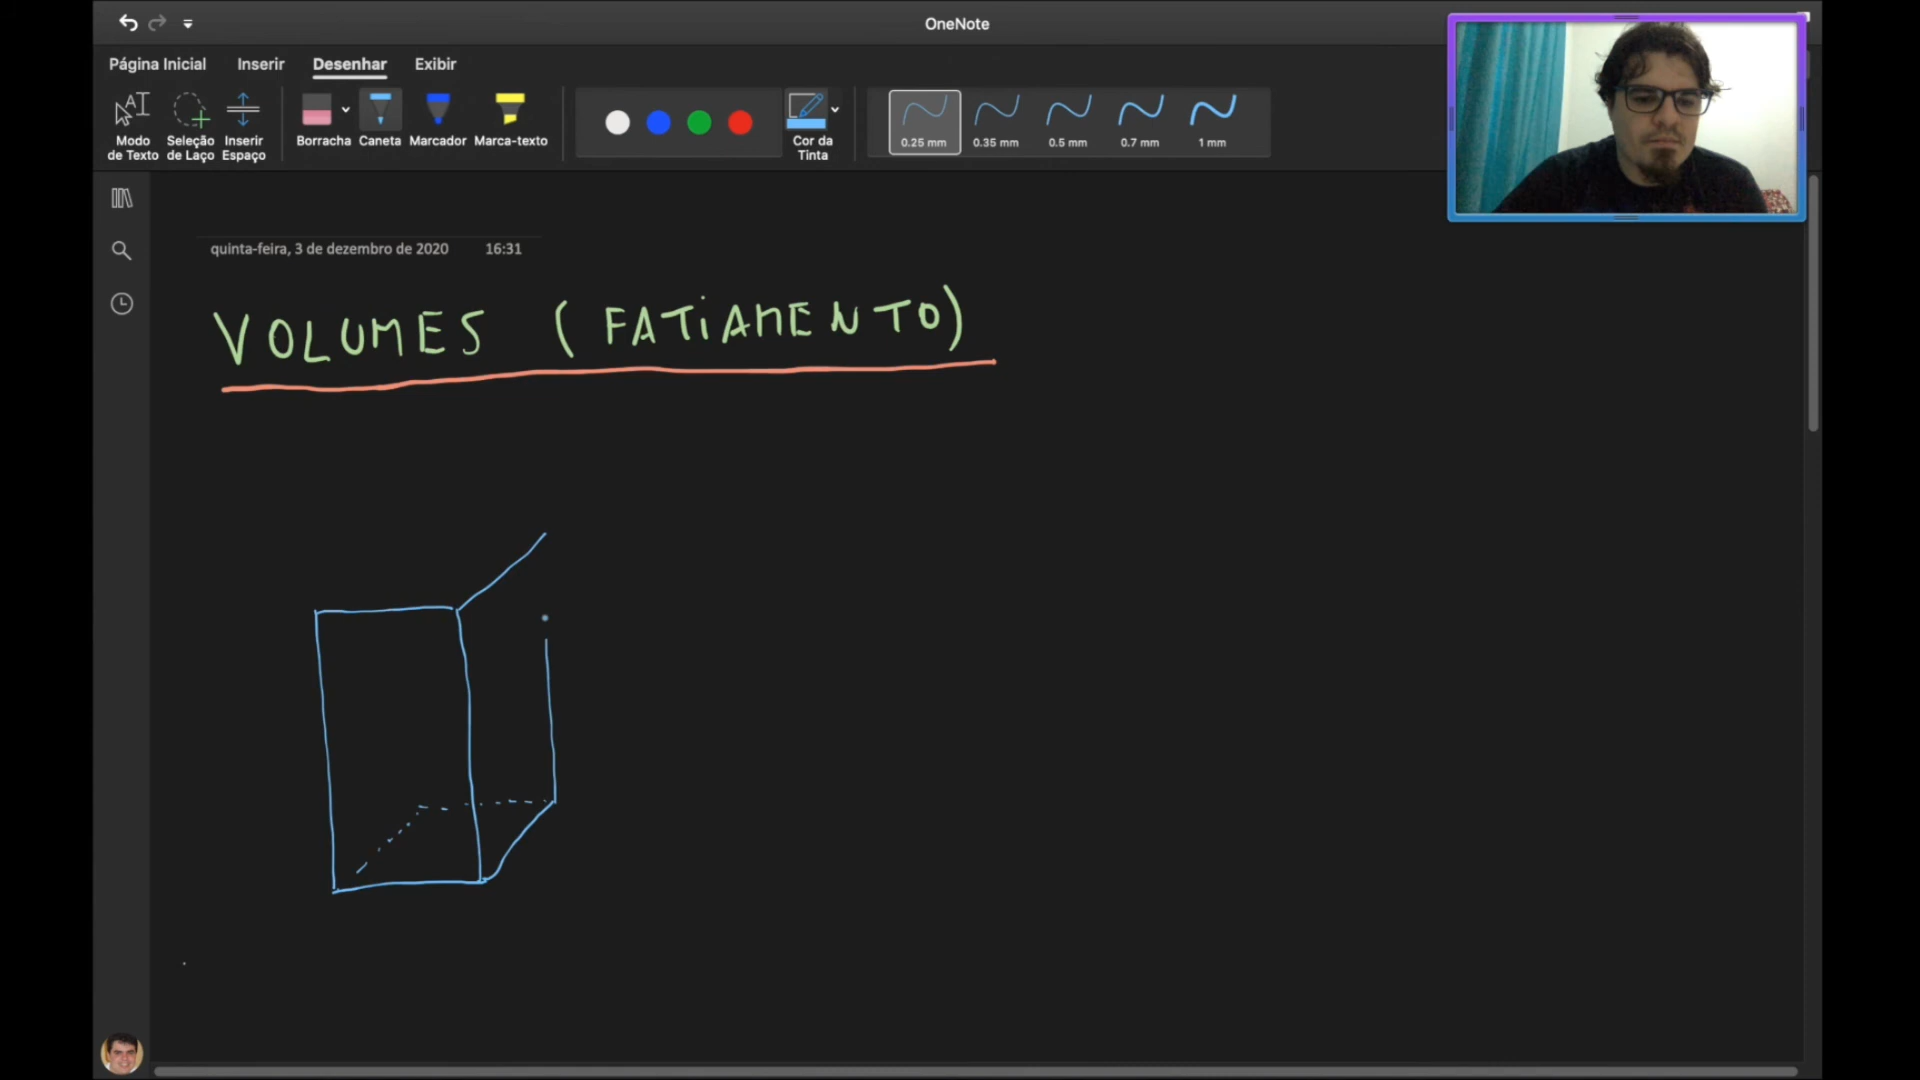 OneNote
Página Inicial Inserir Desenhar Exibir
Modo de Texto
Seleção de Laço
Inserir Espaço
Borracha
Caneta
Marcador
Marca-texto
Cor da Tinta
0.25 mm
0.35 mm
0.5 mm
0.7 mm
1 mm
quinta-feira, 3 de dezembro de 2020 16:31
VOLUMES (FATiAMENTO)